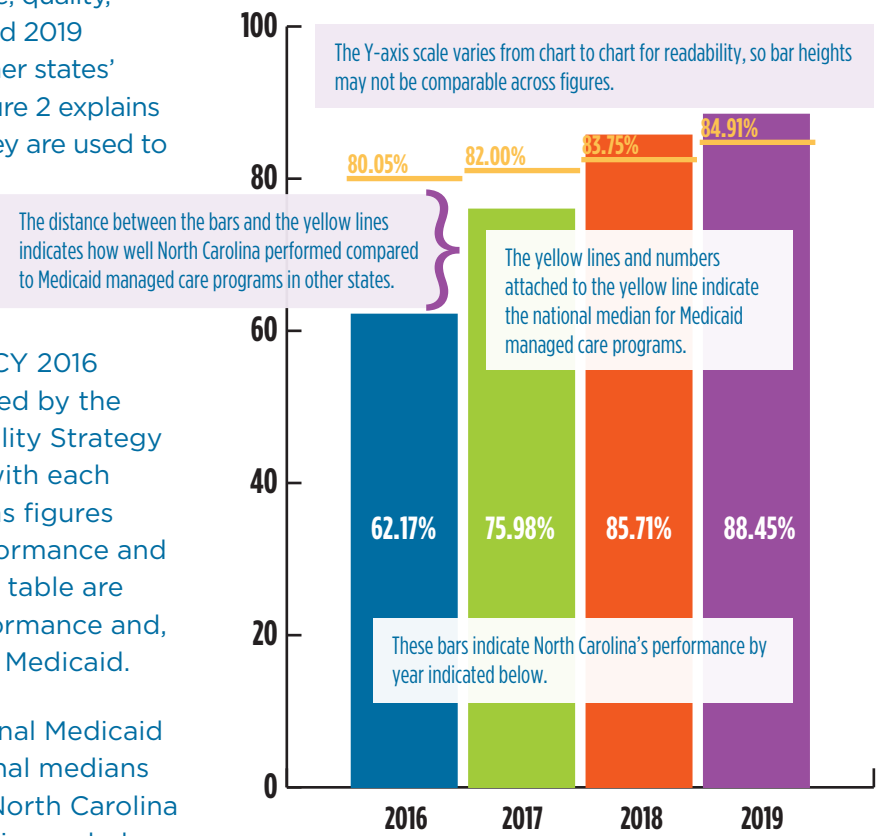 e, quality,
d 2019
er states'
ure 2 explains
ey are used to
CY 2016
ed by the
lity Strategy
with each
s figures
ormance and
table are
ormance and,
Medicaid.
nal Medicaid
nal medians
North Carolina
100
80
60
40
20
0
The Y-axis scale varies from chart to chart for readability, so bar heights
may not be comparable across figures.
80.05%
82.00%
83.75%
84.91%
The distance between the bars and the yellow lines
indicates how well North Carolina performed compared
to Medicaid managed care programs in other states.
}
The yellow lines and numbers
attached to the yellow line indicate
the national median for Medicaid
managed care programs.
62.17%
75.98%
85.71%
88.45%
These bars indicate North Carolina's performance by
year indicated below.
2016
2017
2018
2019